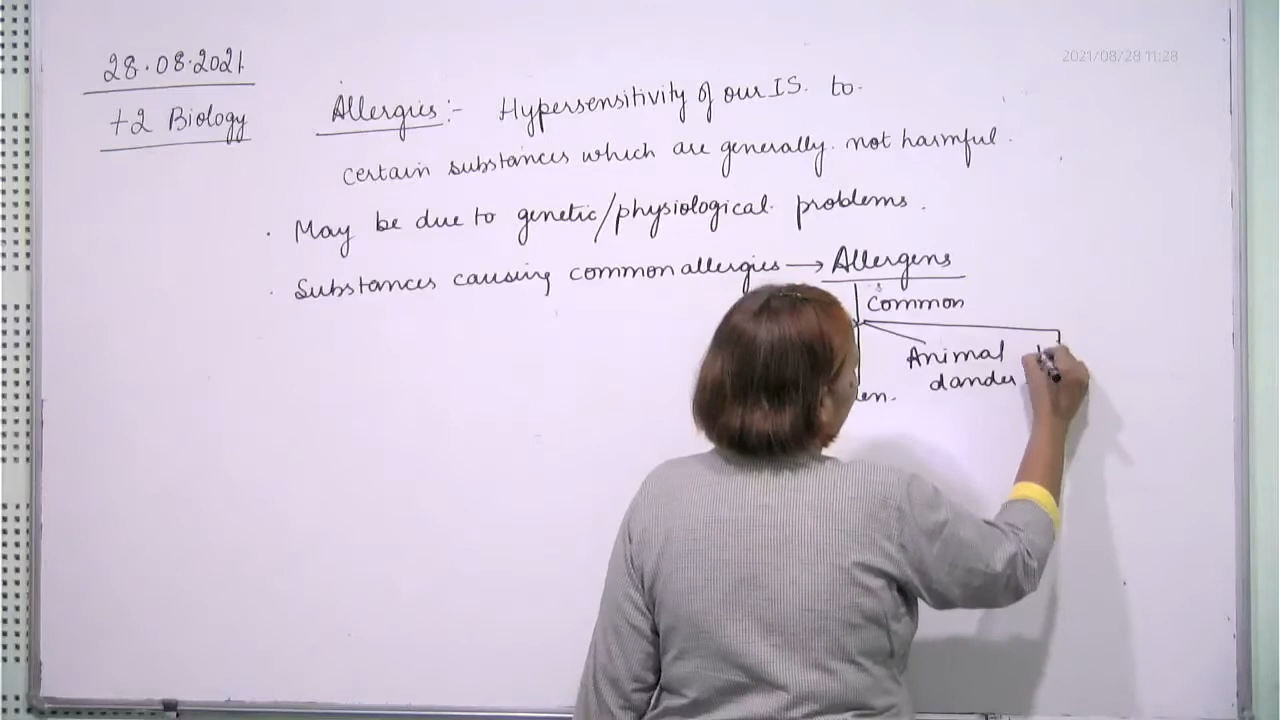 28.08.2021
2021/08/28 11:28
+2 Biology
Allergies :- Hypersensitivity of our IS. to.
certain substances which are generally. not harmful.
. May be due to genetic/physiological. problems.
. Substances causing common allergies → Allergens
Common
Animal
dander
en.